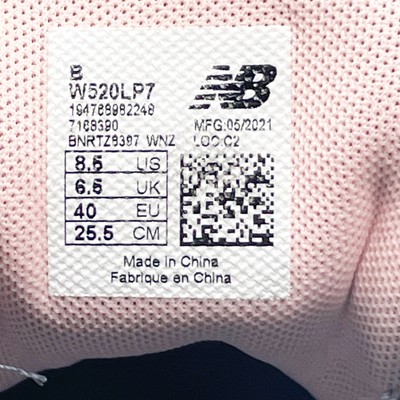 B
W520LP7
NB
194768982248
7168390 MFG:05/2021
BNRTZ8397 WNZ LOC:C2
8.5 US
6.5 UK
40 EU
25.5 CM
Made in China
Fabrique en China